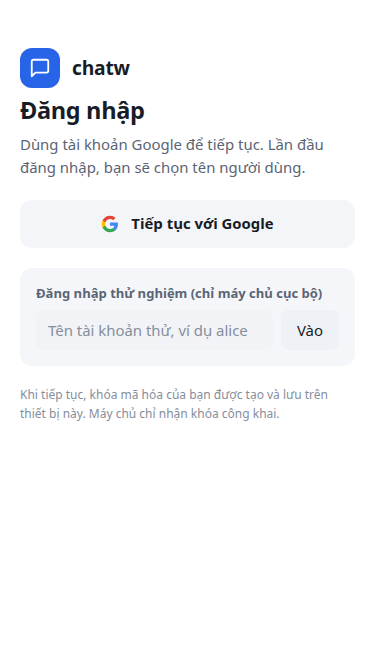 chatw
Đăng nhập
Dùng tài khoản Google để tiếp tục. Lần đầu
đăng nhập, bạn sẽ chọn tên người dùng.
Tiếp tục với Google
Đăng nhập thử nghiệm (chỉ máy chủ cục bộ)
Tên tài khoản thử, ví dụ alice
Vào
Khi tiếp tục, khóa mã hóa của bạn được tạo và lưu trên
thiết bị này. Máy chủ chỉ nhận khóa công khai.